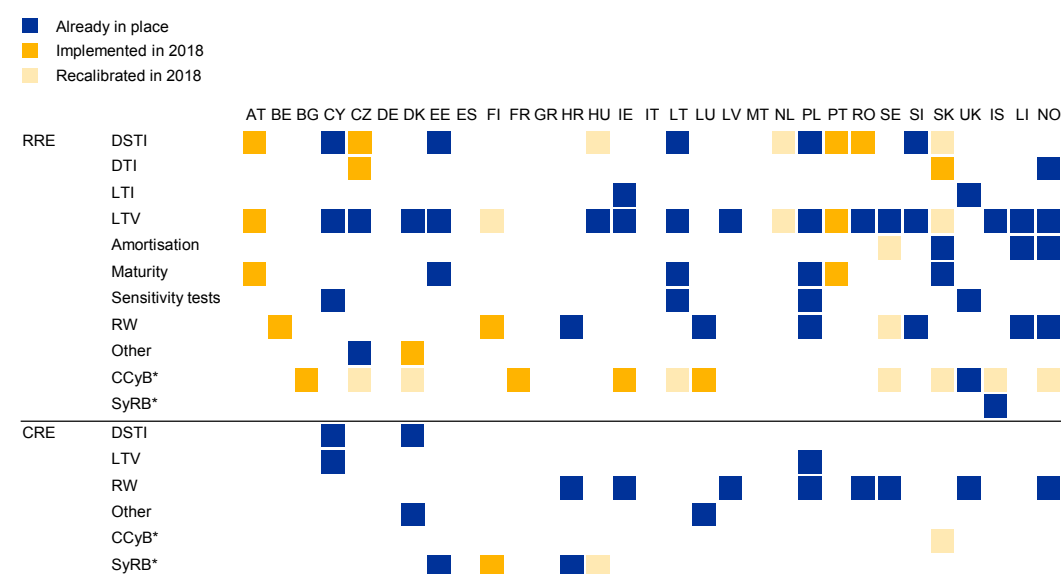 Already in place
Implemented in 2018
Recalibrated in 2018
AT BE BG CY CZ DE DK EE ES FI FR GR HR HU IE IT LT LU LV MT NL PL PT RO SE SI SK UK IS LI NO
RRE DSTI
DTI
LTI
LTV
Amortisation
Maturity
Sensitivity tests
RW
Other
CCyB*
SyRB*
CRE DSTI
LTV
RW
Other
CCyB*
SyRB*